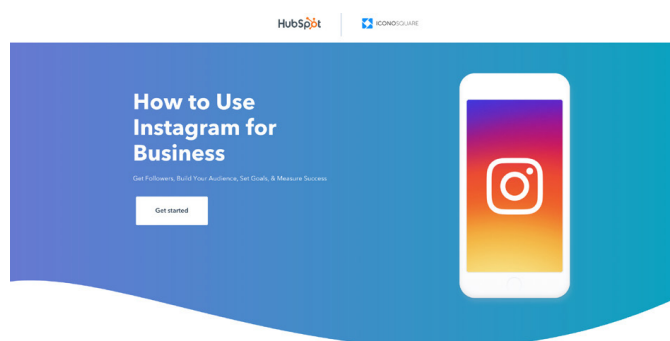 HubSpot
ICONOSQUARE
How to Use
Instagram for
Business
Get Followers, Build Your Audience, Set Goals, & Measure Success
Get started